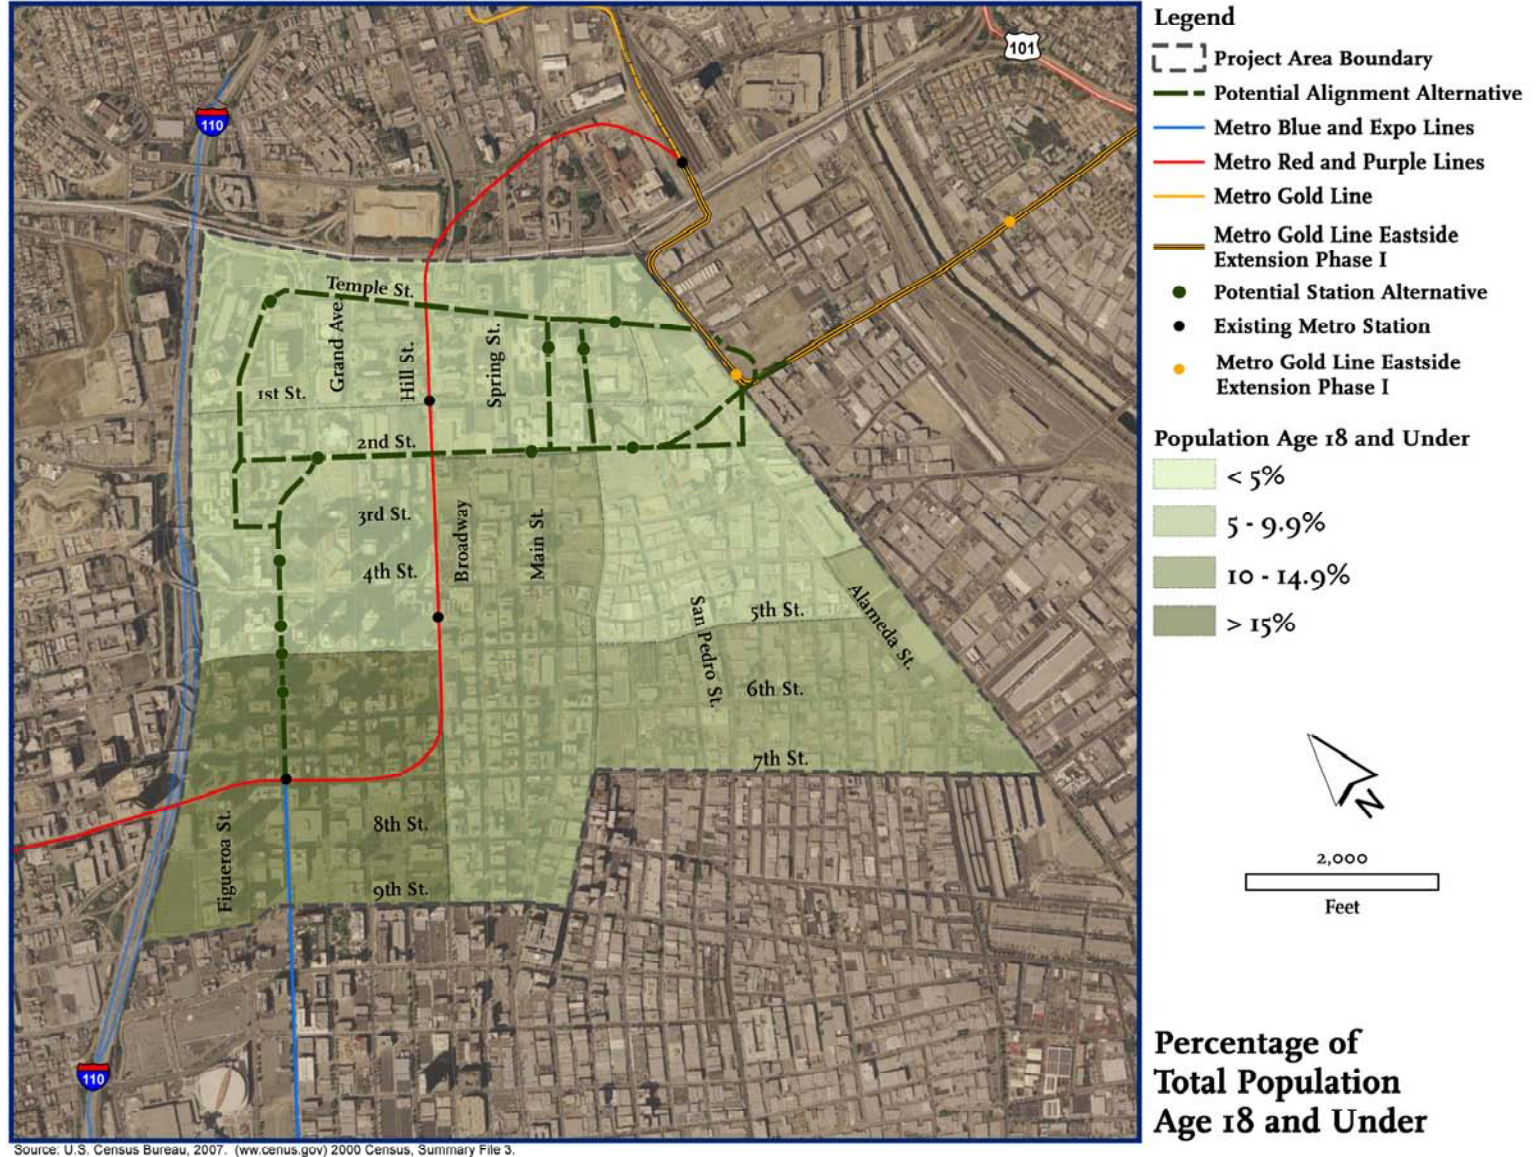 Legend
Project Area Boundary
Potential Alignment Alternative
Metro Blue and Expo Lines
Metro Red and Purple Lines
Metro Gold Line
Metro Gold Line Eastside
Extension Phase I
Potential Station Alternative
Existing Metro Station
Metro Gold Line Eastside
Extension Phase I
Population Age 18 and Under
< 5%
5 - 9.9%
10 - 14.9%
> 15%
N
2,000
Feet
Percentage of
Total Population
Age 18 and Under
101
110
Temple St.
Grand Ave.
Hill St.
Spring St.
1st St.
2nd St.
3rd St.
Broadway
Main St.
4th St.
5th St.
San Pedro St.
Alameda St.
6th St.
7th St.
8th St.
Figueroa St.
9th St.
110
Source: U.S. Census Bureau, 2007. (ww.cenus.gov) 2000 Census, Summary File 3.